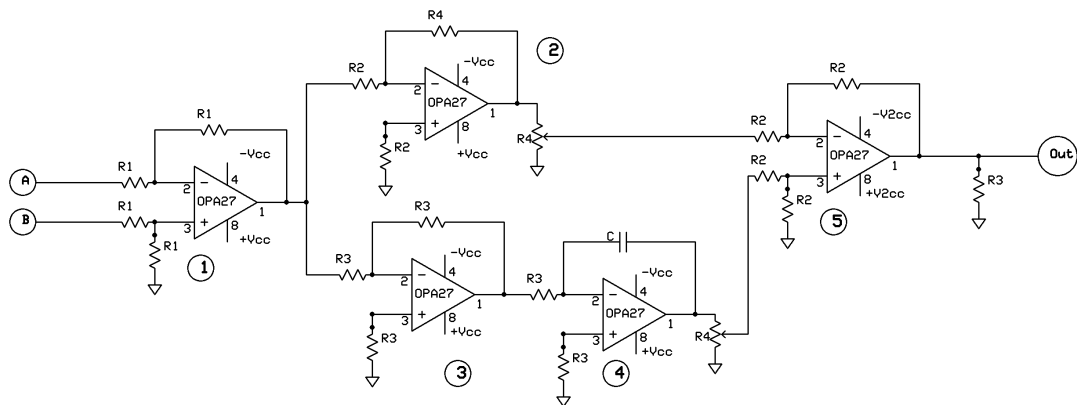 R4
2
R2
-Vcc
2
4
OPA27
1
3
8
+Vcc
R2
R4
R2
-V2cc
R2
2
4
OPA27
1
R2
3
8
+V2cc
R2
5
Out
R3
R1
-Vcc
A
R1
2
4
OPA27
1
B
R1
3
8
+Vcc
R1
1
R3
R3
-Vcc
2
4
OPA27
1
3
8
+Vcc
R3
3
C
R3
-Vcc
2
4
OPA27
1
3
8
+Vcc
R3
R4
4